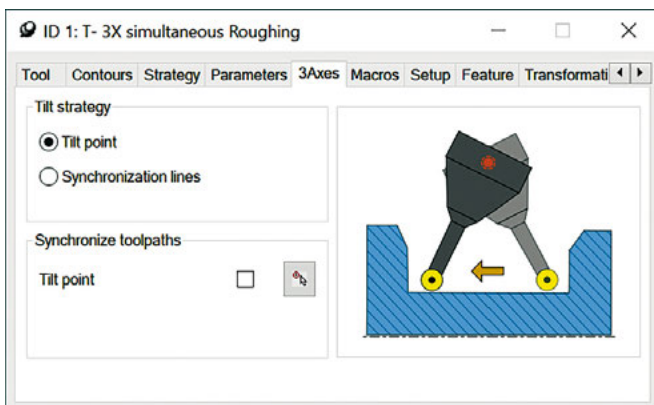 ID 1: T- 3X simultaneous Roughing
Tool Contours Strategy Parameters 3Axes Macros Setup Feature Transformati
Tilt strategy
Tilt point
Synchronization lines
Synchronize toolpaths
Tilt point